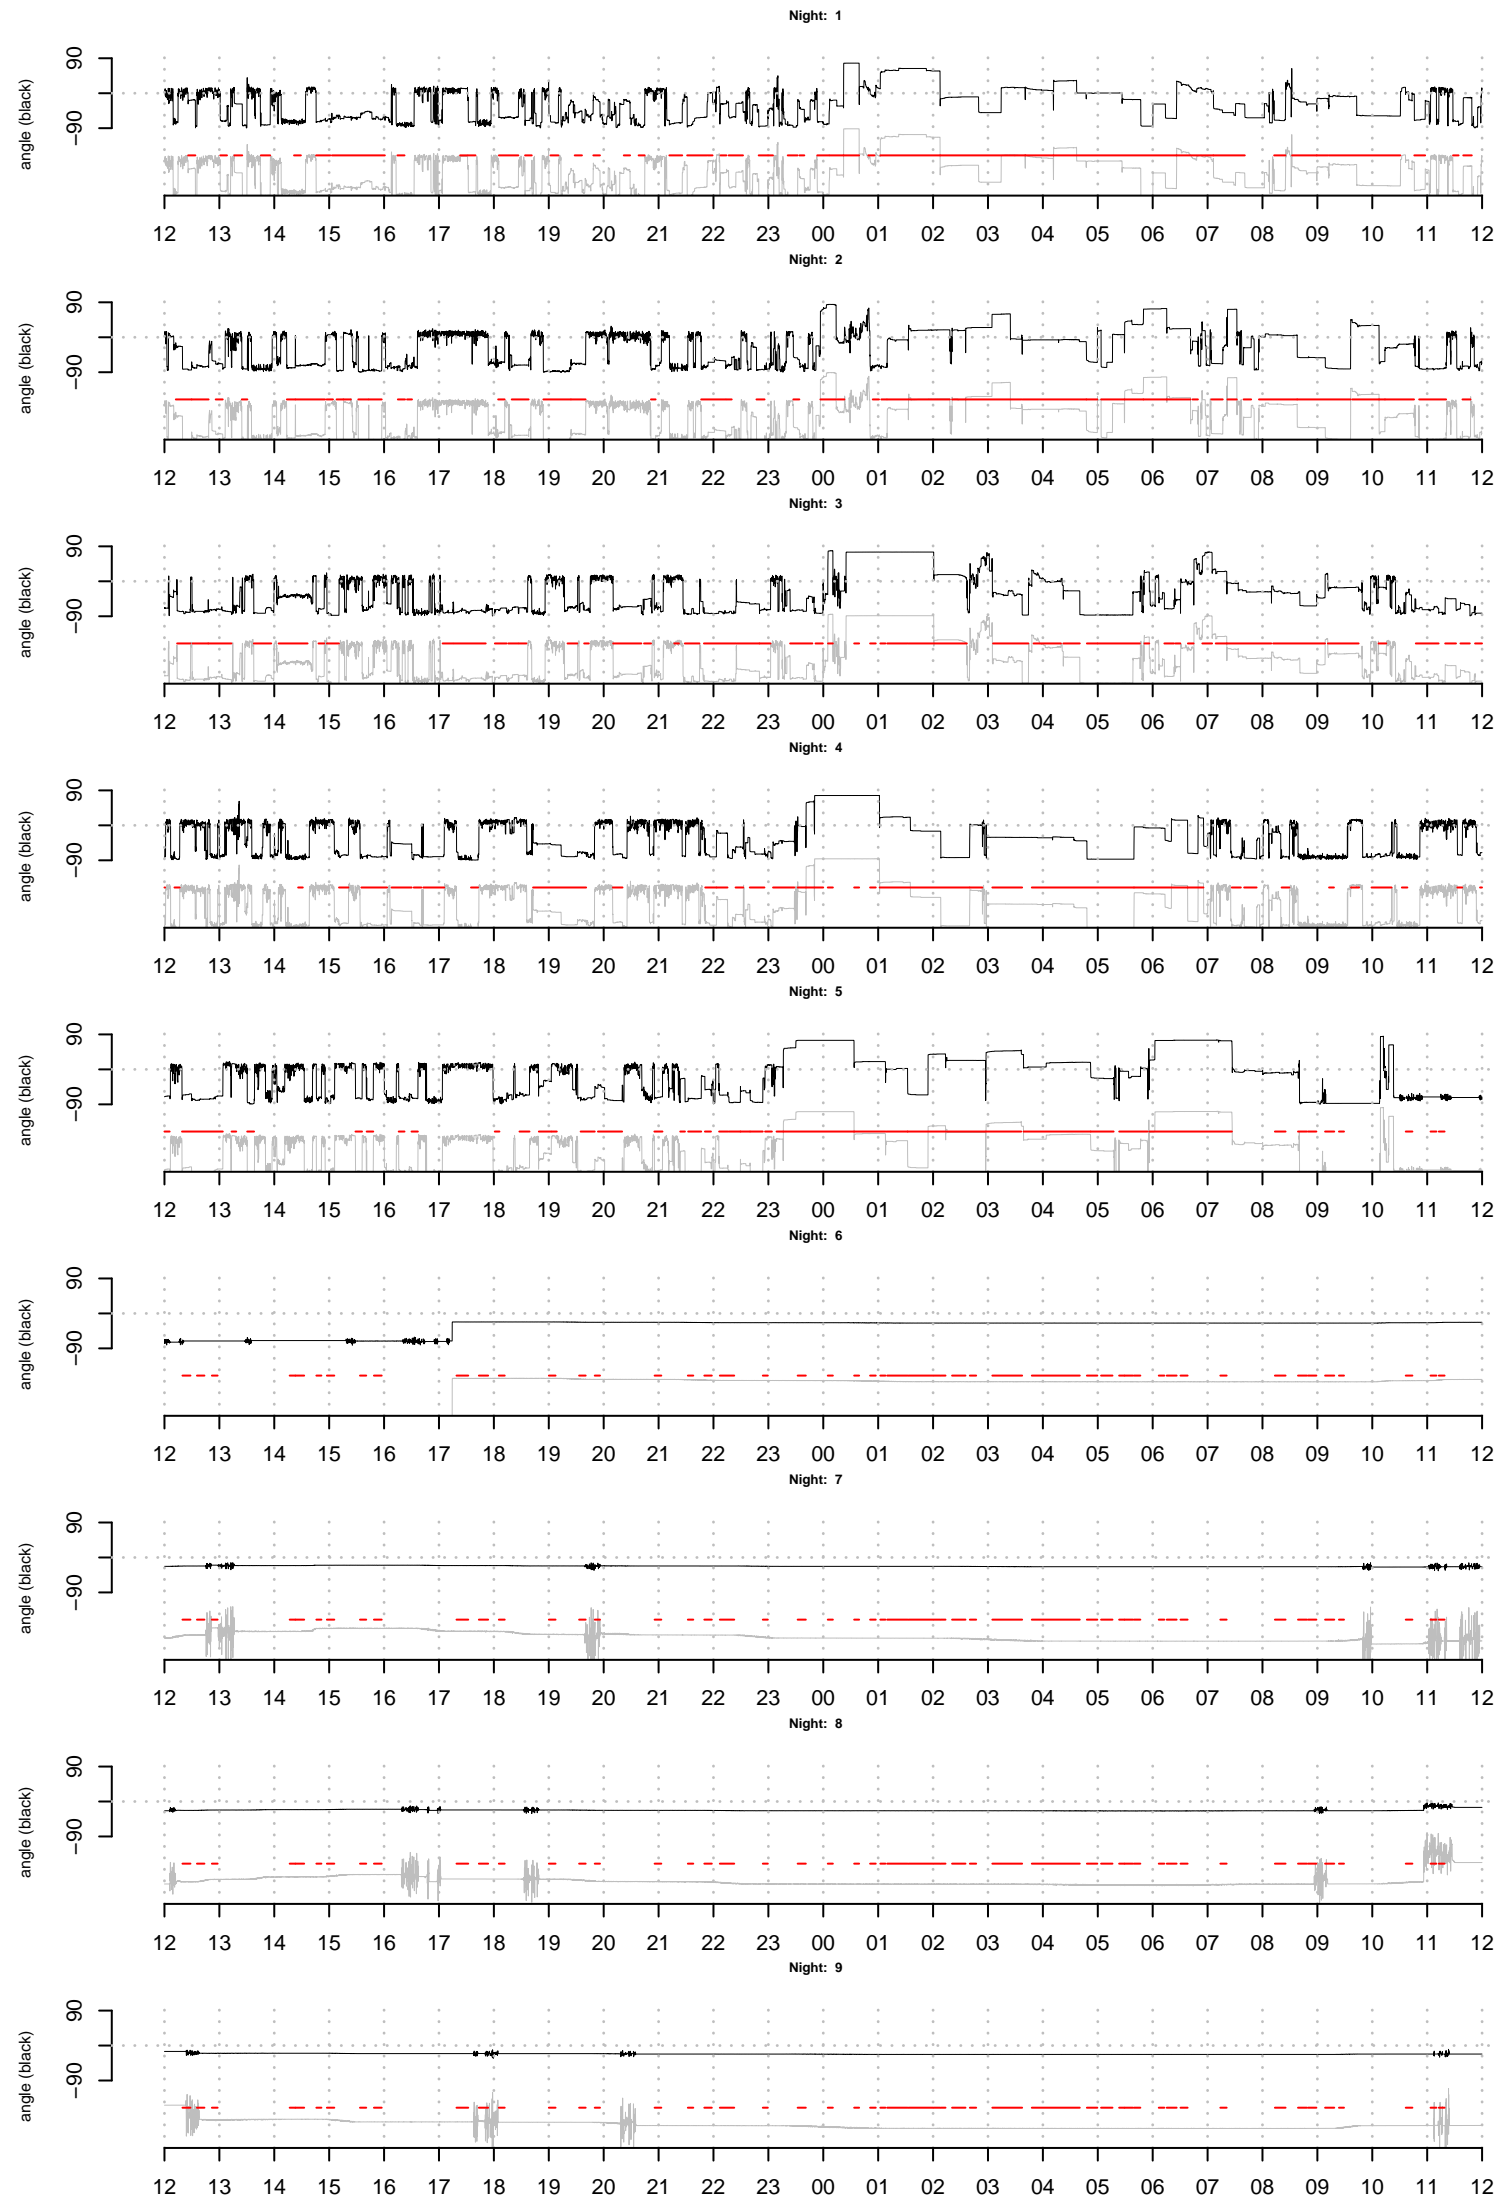 Night: 1
90
-90
angle (black)
12 13 14 15 16 17 18 19 20 21 22 23 00 01 02 03 04 05 06 07 08 09 10 11 12
Night: 2
90
-90
angle (black)
12 13 14 15 16 17 18 19 20 21 22 23 00 01 02 03 04 05 06 07 08 09 10 11 12
Night: 3
90
-90
angle (black)
12 13 14 15 16 17 18 19 20 21 22 23 00 01 02 03 04 05 06 07 08 09 10 11 12
Night: 4
90
-90
angle (black)
12 13 14 15 16 17 18 19 20 21 22 23 00 01 02 03 04 05 06 07 08 09 10 11 12
Night: 5
90
-90
angle (black)
12 13 14 15 16 17 18 19 20 21 22 23 00 01 02 03 04 05 06 07 08 09 10 11 12
Night: 6
90
-90
angle (black)
12 13 14 15 16 17 18 19 20 21 22 23 00 01 02 03 04 05 06 07 08 09 10 11 12
Night: 7
90
-90
angle (black)
12 13 14 15 16 17 18 19 20 21 22 23 00 01 02 03 04 05 06 07 08 09 10 11 12
Night: 8
90
-90
angle (black)
12 13 14 15 16 17 18 19 20 21 22 23 00 01 02 03 04 05 06 07 08 09 10 11 12
Night: 9
90
-90
angle (black)
12 13 14 15 16 17 18 19 20 21 22 23 00 01 02 03 04 05 06 07 08 09 10 11 12